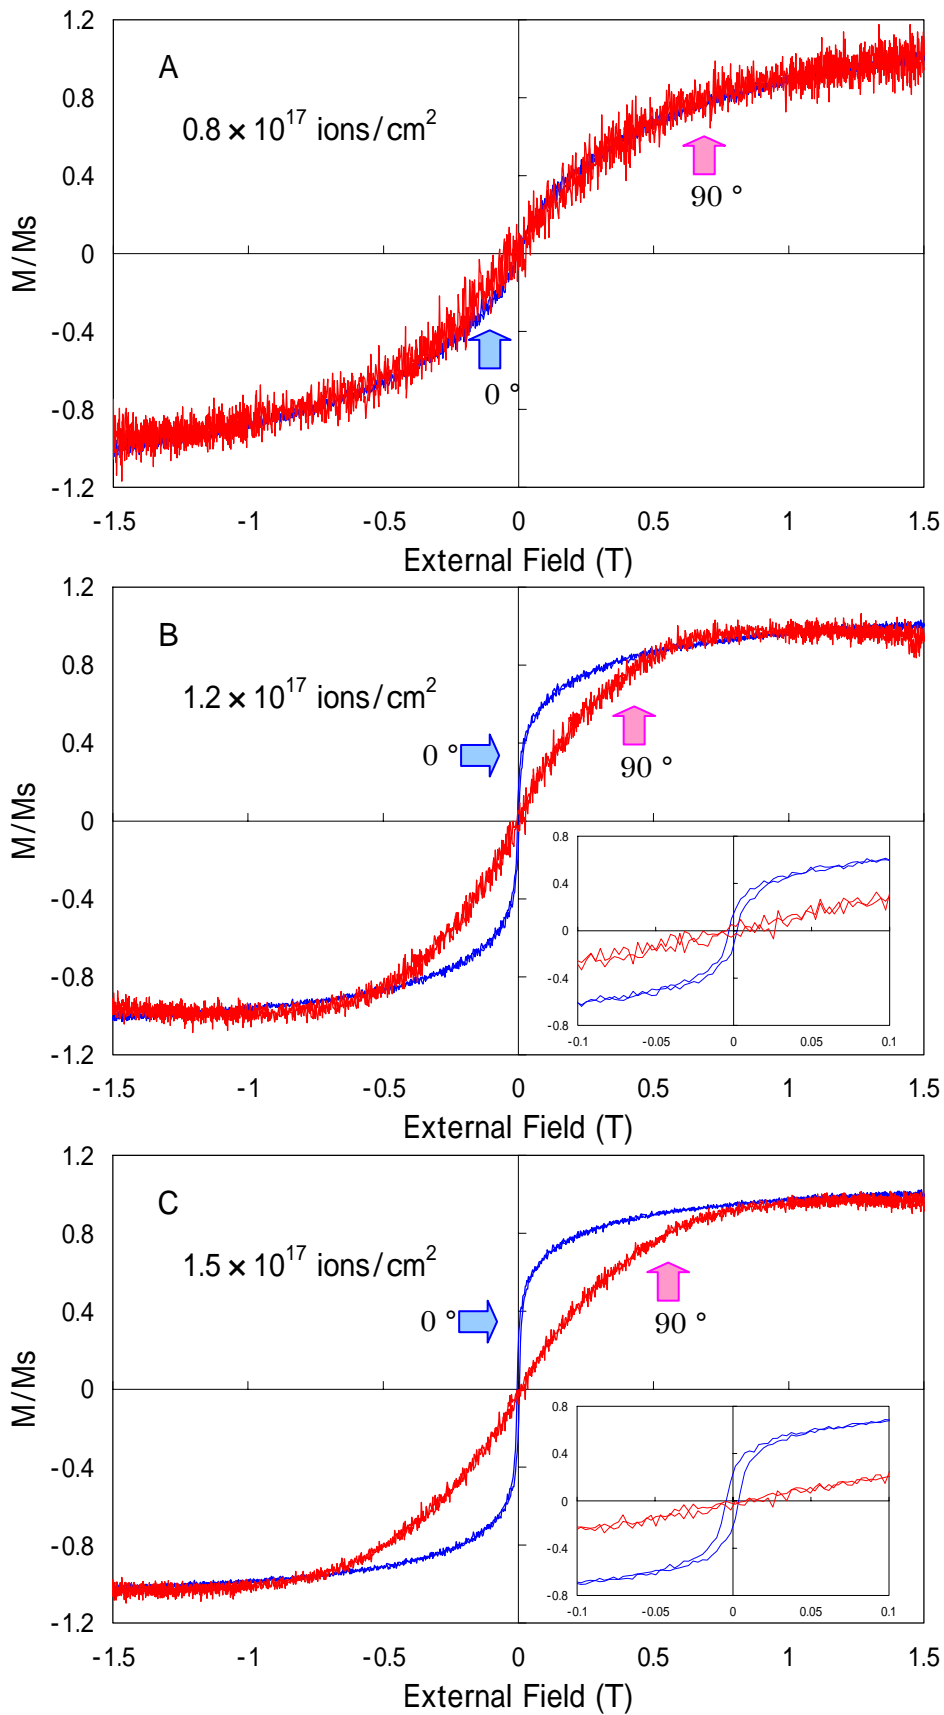 A
0.8 × 10¹⁷ ions/cm²
1.2
0.8
0.4
0
-0.4
-0.8
-1.2
M/Ms
90 °
0 °
-1.5 -1 -0.5 0 0.5 1 1.5
External Field (T)
B
1.2 × 10¹⁷ ions/cm²
1.2
0.8
0.4
0
-0.4
-0.8
-1.2
M/Ms
0 °
90 °
0.8
0.4
0
-0.4
-0.8
-0.1 -0.05 0 0.05 0.1
-1.5 -1 -0.5 0 0.5 1 1.5
External Field (T)
C
1.5 × 10¹⁷ ions/cm²
1.2
0.8
0.4
0
-0.4
-0.8
-1.2
M/Ms
0 °
90 °
0.8
0.4
0
-0.4
-0.8
-0.1 -0.05 0 0.05 0.1
-1.5 -1 -0.5 0 0.5 1 1.5
External Field (T)